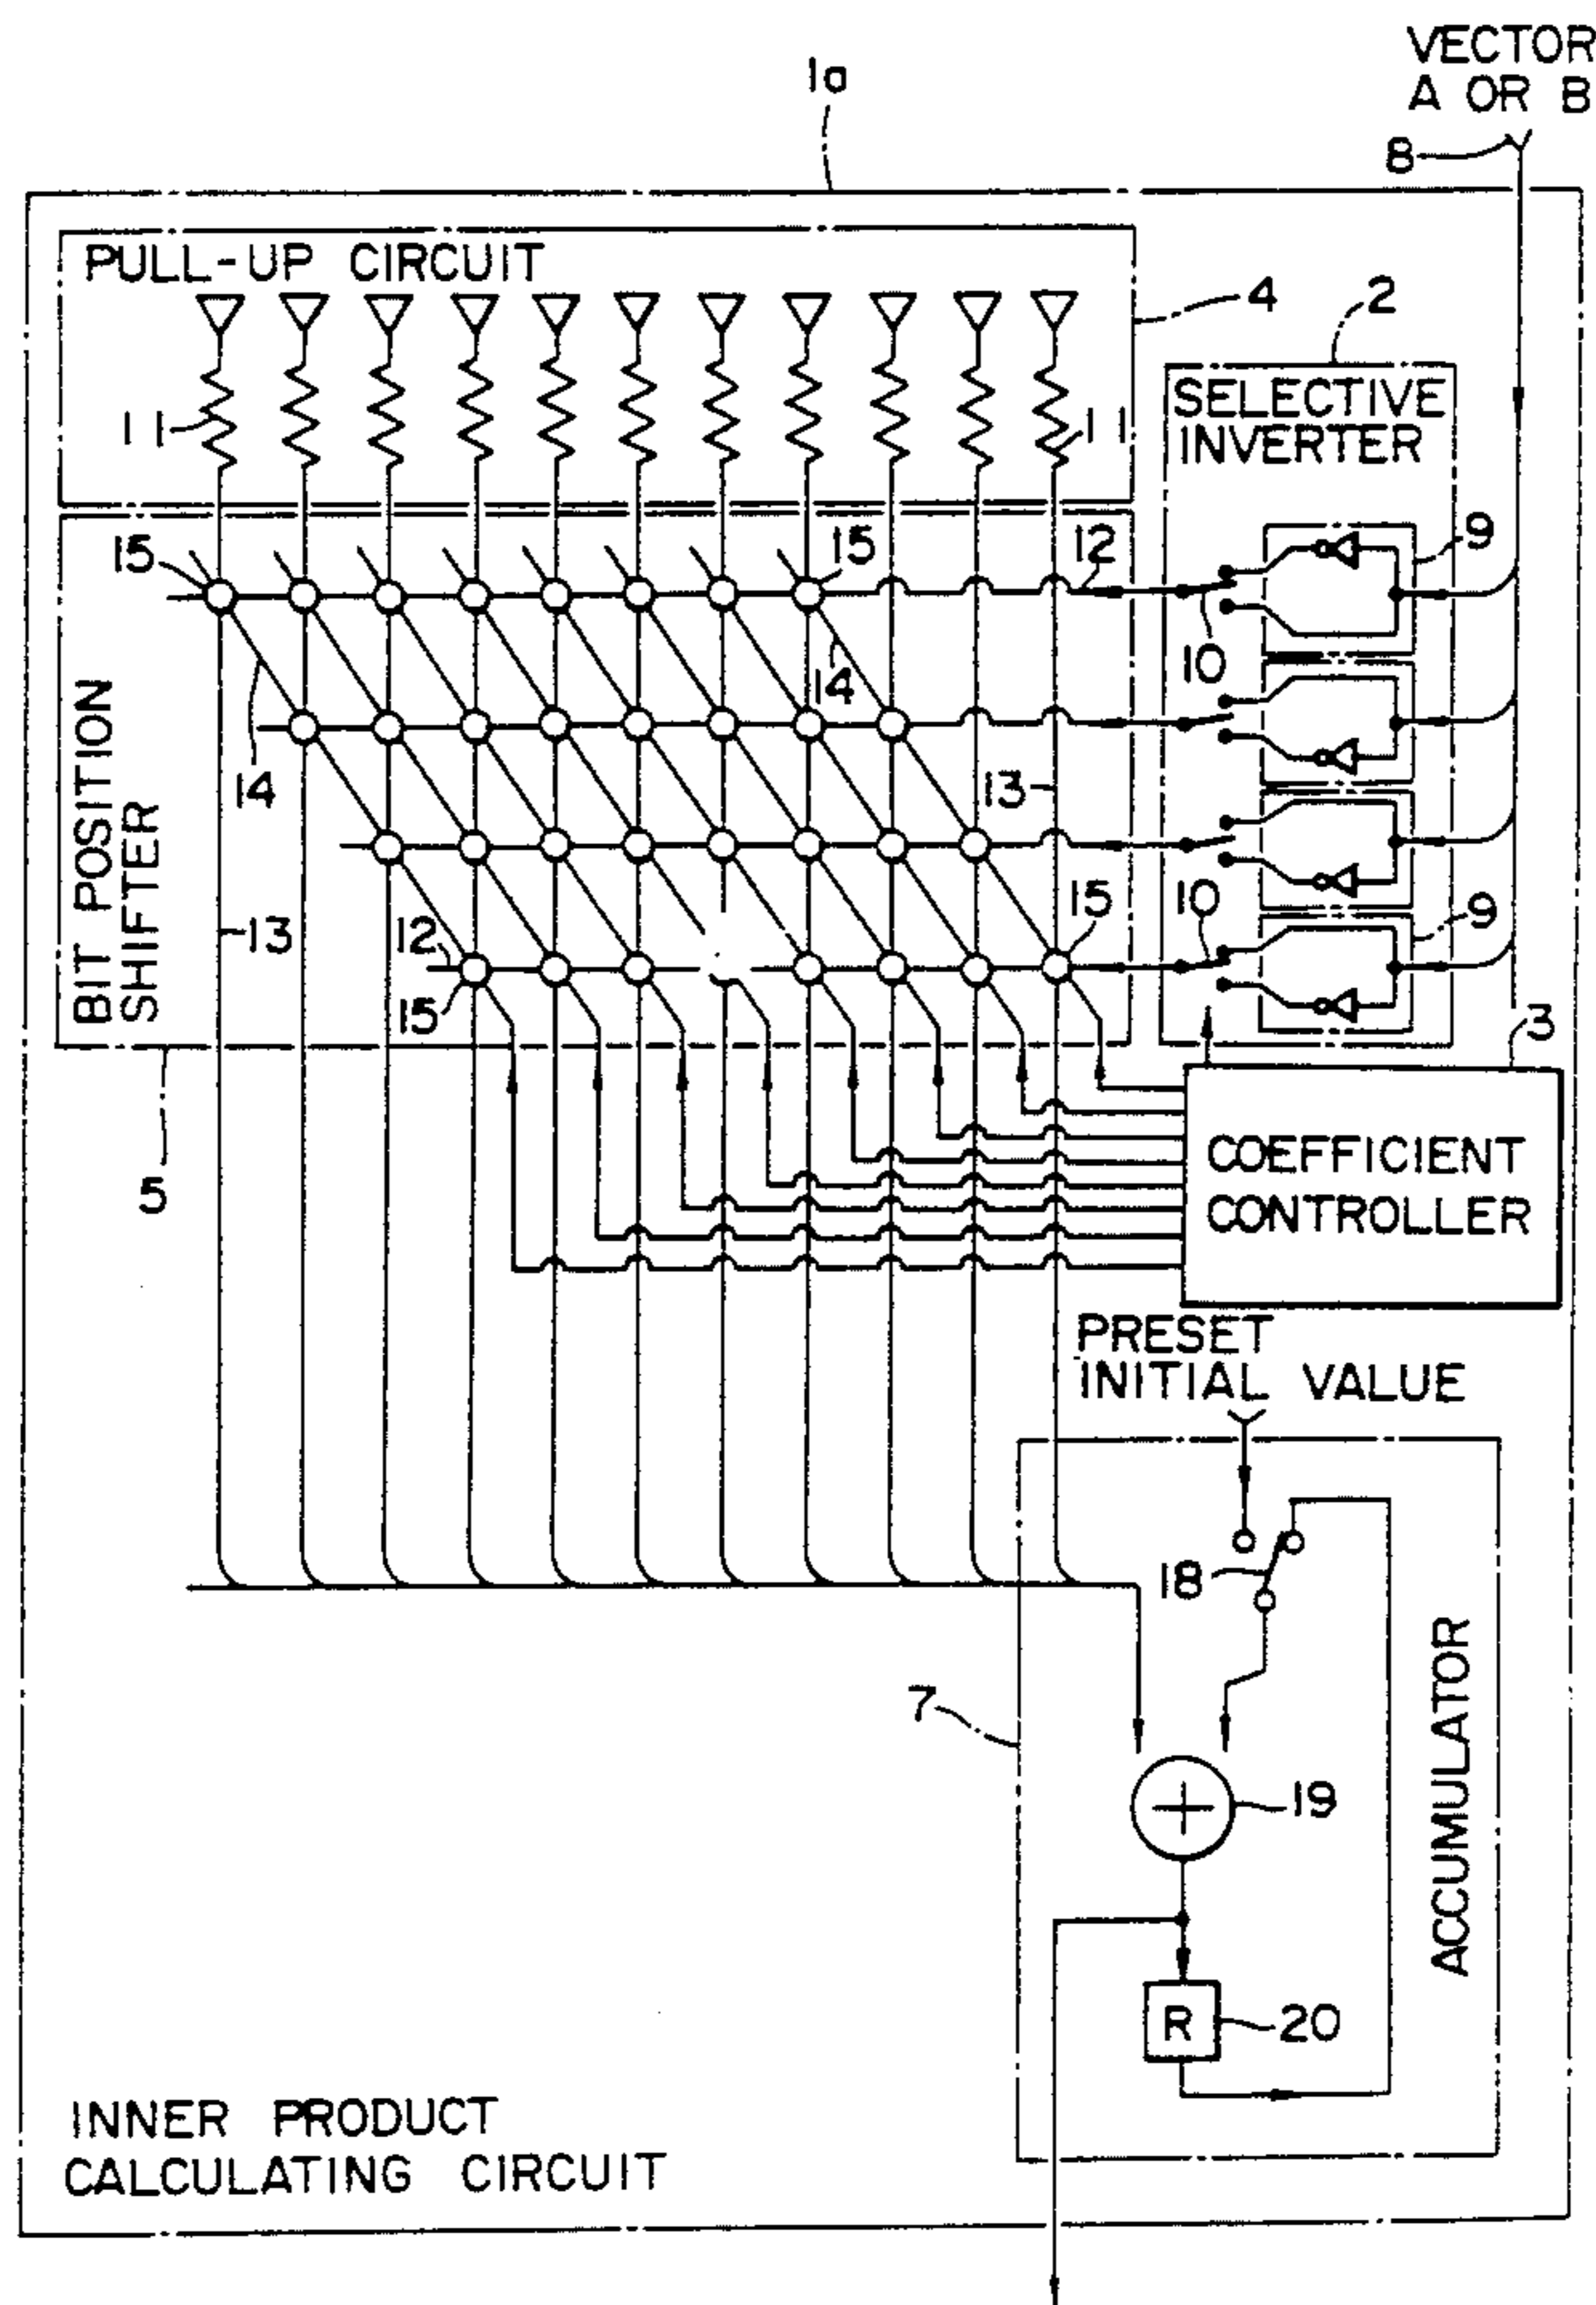 VECTOR
A OR B
1a
8
PULL-UP CIRCUIT
4
2
11
11
SELECTIVE
INVERTER
15
15
12
9
10
14
14
13
BIT POSITION
SHIFTER
13
12
15
15
10
9
3
5
COEFFICIENT
CONTROLLER
PRESET
INITIAL VALUE
18
7
19
ACCUMULATOR
R
20
INNER PRODUCT
CALCULATING CIRCUIT